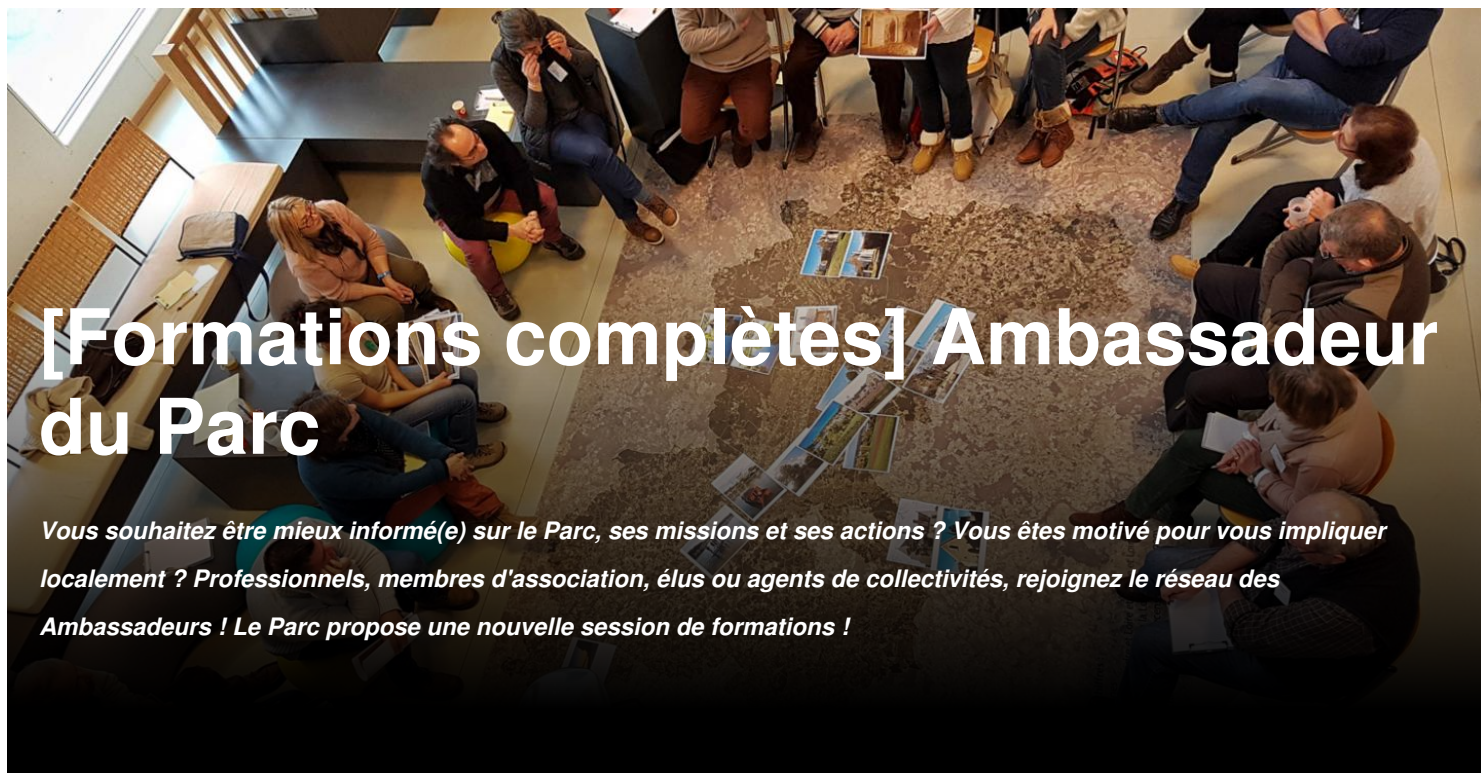 [Formations complètes] Ambassadeur
du Parc
Vous souhaitez être mieux informé(e) sur le Parc, ses missions et ses actions ? Vous êtes motivé pour vous impliquer
localement ? Professionnels, membres d'association, élus ou agents de collectivités, rejoignez le réseau des
Ambassadeurs ! Le Parc propose une nouvelle session de formations !